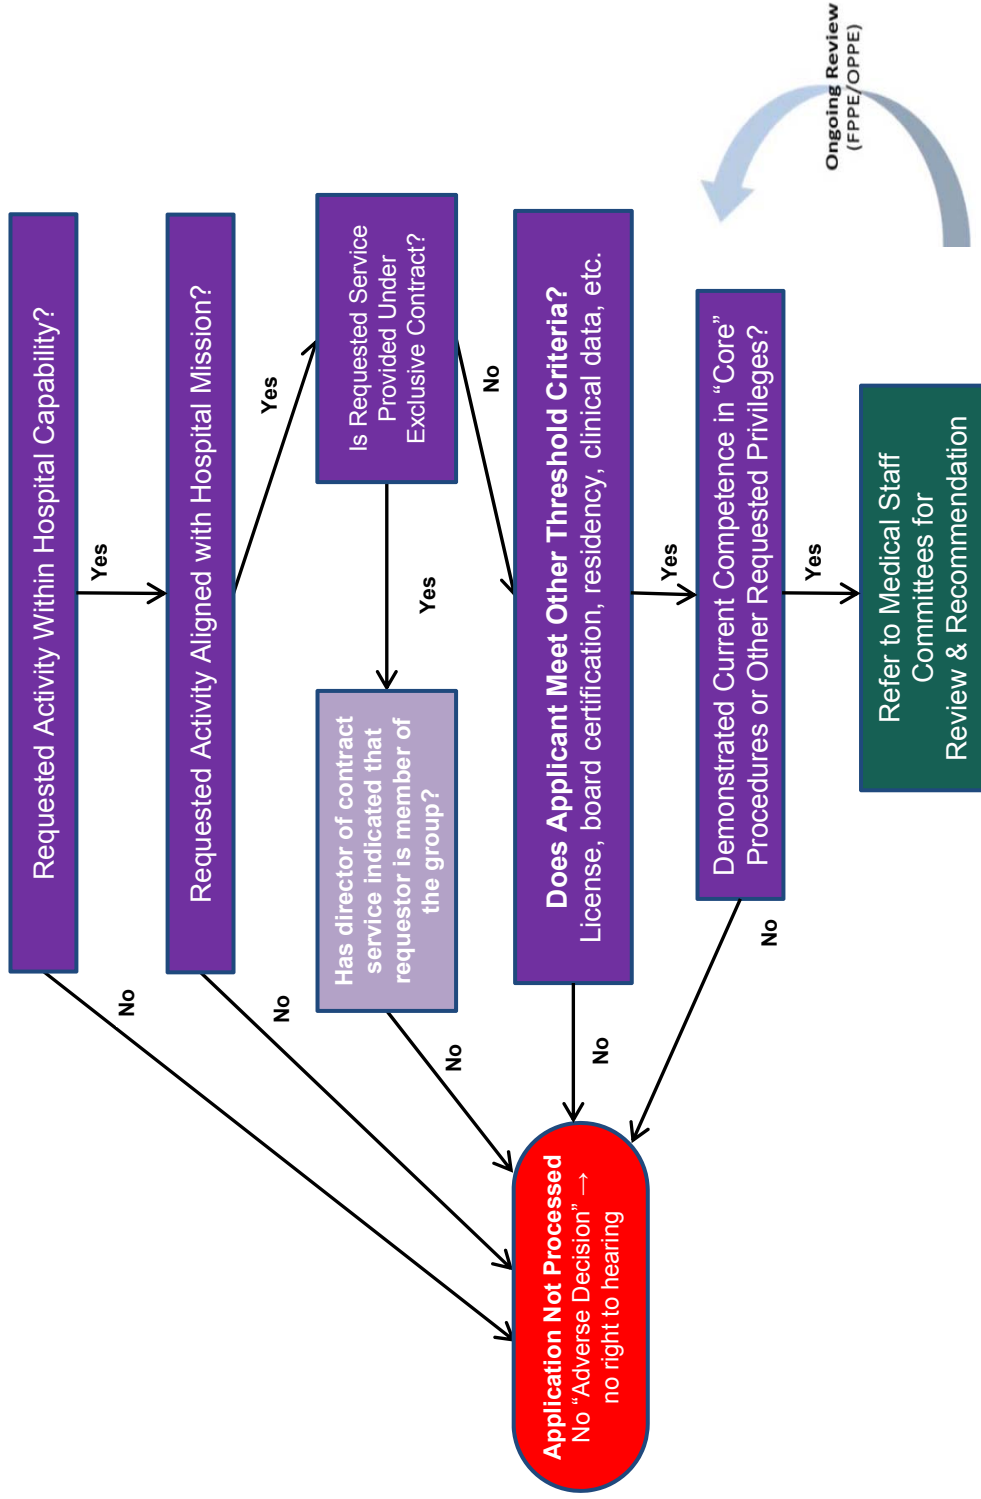 Requested Activity Within Hospital Capability?
Yes
No
Requested Activity Aligned with Hospital Mission?
Yes
No
Is Requested Service
Provided Under
Exclusive Contract?
Yes
No
Has director of contract
service indicated that
requestor is member of
the group?
No
Does Applicant Meet Other Threshold Criteria?
License, board certification, residency, clinical data, etc.
Yes
No
Demonstrated Current Competence in “Core”
Procedures or Other Requested Privileges?
Yes
No
Refer to Medical Staff
Committees for
Review & Recommendation
Application Not Processed
No “Adverse Decision” →
no right to hearing
Ongoing Review
(FPPE/OPPE)